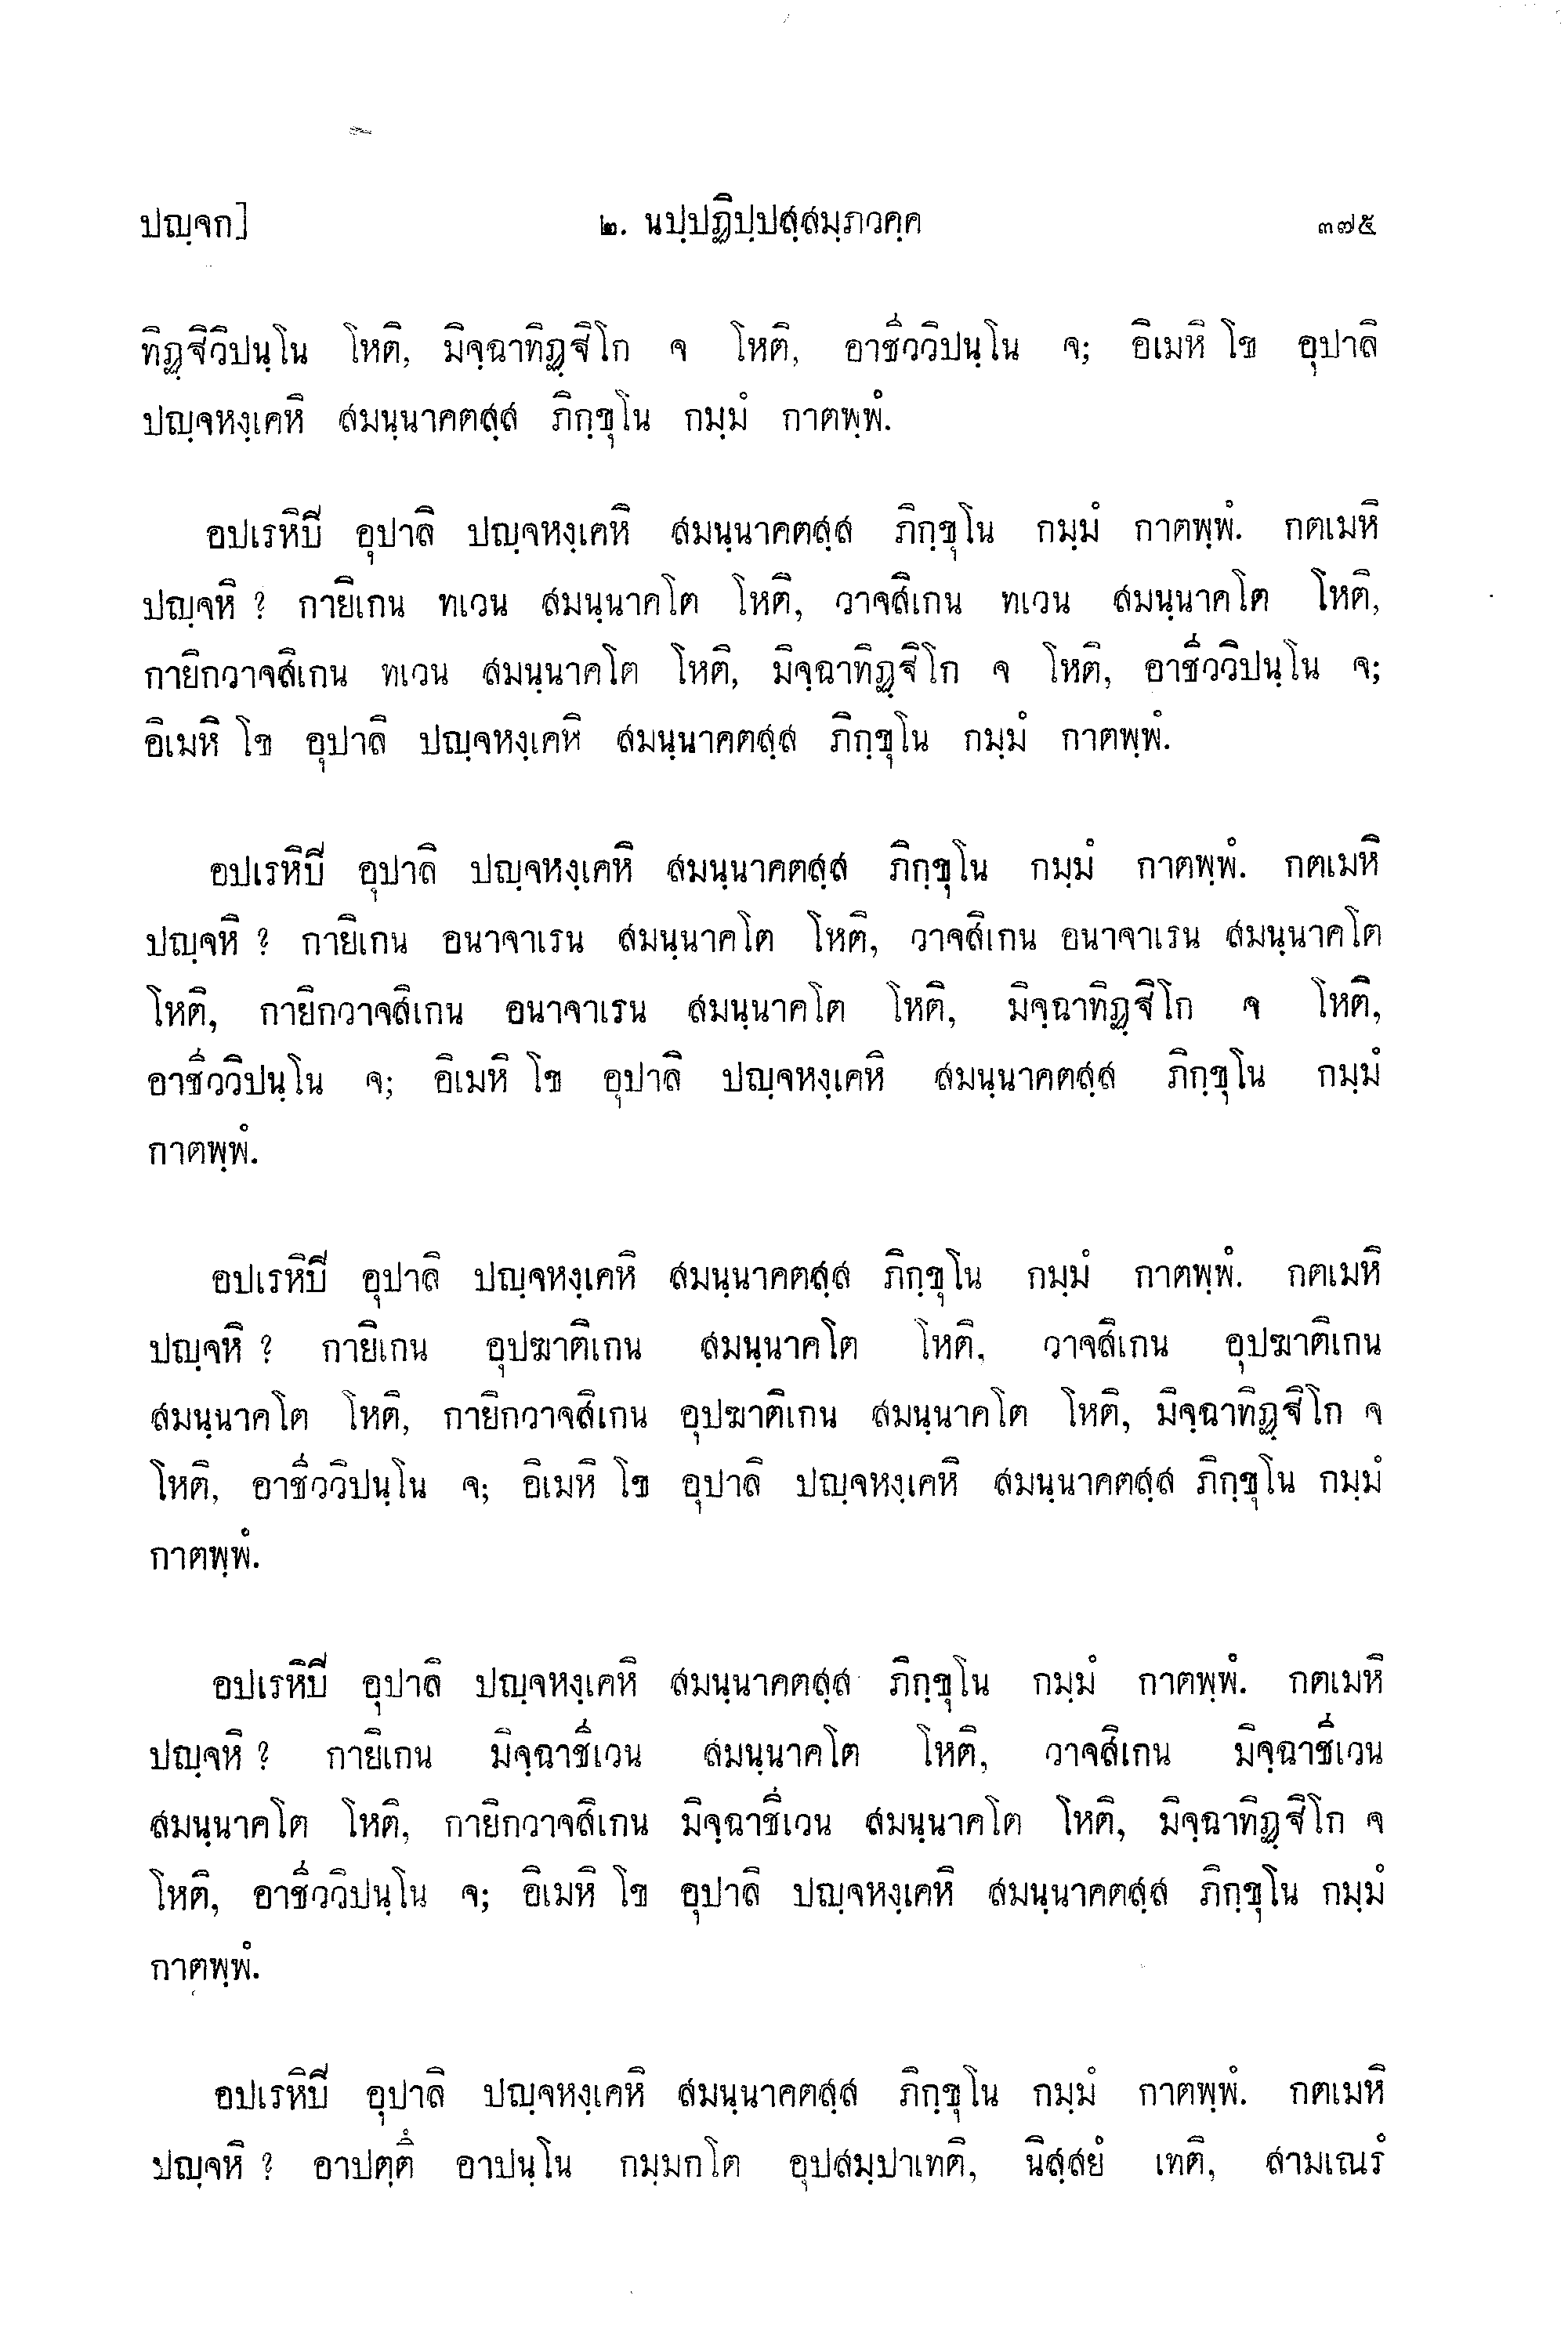 ปญฺจก]
๒. นปฺปฏิปฺปสฺสมฺภวคฺค
๓๗๕
ทิฏฺฐิวิปนฺโน โหติ, มิจฺฉาทิฏฺฐิโก จ โหติ, อาชีววิปนฺโน จ; อิเมหิ โข อุปาลิ
ปญฺจหงฺเคหิ สมนฺนาคตสฺส ภิกฺขุโน กมฺมํ กาตพฺพํ.
อปเรหิปิ อุปาลิ ปญฺจหงฺเคหิ สมนฺนาคตสฺส ภิกฺขุโน กมฺมํ กาตพฺพํ. กตเมหิ
ปญฺจหิ ? กายิเกน ทเวน สมนฺนาคโต โหติ, วาจสิเกน ทเวน สมนฺนาคโต โหติ,
กายิกวาจสิเกน ทเวน สมนฺนาคโต โหติ, มิจฺฉาทิฏฺฐิโก จ โหติ, อาชีววิปนฺโน จ;
อิเมหิ โข อุปาลิ ปญฺจหงฺเคหิ สมนฺนาคตสฺส ภิกฺขุโน กมฺมํ กาตพฺพํ.
อปเรหิปิ อุปาลิ ปญฺจหงฺเคหิ สมนฺนาคตสฺส ภิกฺขุโน กมฺมํ กาตพฺพํ. กตเมหิ
ปญฺจหิ ? กายิเกน อนาจาเรน สมนฺนาคโต โหติ, วาจสิเกน อนาจาเรน สมนฺนาคโต
โหติ, กายิกวาจสิเกน อนาจาเรน สมนฺนาคโต โหติ, มิจฺฉาทิฏฺฐิโก จ โหติ,
อาชีววิปนฺโน จ; อิเมหิ โข อุปาลิ ปญฺจหงฺเคหิ สมนฺนาคตสฺส ภิกฺขุโน กมฺมํ
กาตพฺพํ.
อปเรหิปิ อุปาลิ ปญฺจหงฺเคหิ สมนฺนาคตสฺส ภิกฺขุโน กมฺมํ กาตพฺพํ. กตเมหิ
ปญฺจหิ ? กายิเกน อุปฆาติเกน สมนฺนาคโต โหติ, วาจสิเกน อุปฆาติเกน
สมนฺนาคโต โหติ, กายิกวาจสิเกน อุปฆาติเกน สมนฺนาคโต โหติ, มิจฺฉาทิฏฺฐิโก จ
โหติ, อาชีววิปนฺโน จ; อิเมหิ โข อุปาลิ ปญฺจหงฺเคหิ สมนฺนาคตสฺส ภิกฺขุโน กมฺมํ
กาตพฺพํ.
อปเรหิปิ อุปาลิ ปญฺจหงฺเคหิ สมนฺนาคตสฺส ภิกฺขุโน กมฺมํ กาตพฺพํ. กตเมหิ
ปญฺจหิ ? กายิเกน มิจฺฉาชีเวน สมนฺนาคโต โหติ, วาจสิเกน มิจฺฉาชีเวน
สมนฺนาคโต โหติ, กายิกวาจสิเกน มิจฺฉาชีเวน สมนฺนาคโต โหติ, มิจฺฉาทิฏฺฐิโก จ
โหติ, อาชีววิปนฺโน จ; อิเมหิ โข อุปาลิ ปญฺจหงฺเคหิ สมนฺนาคตสฺส ภิกฺขุโน กมฺมํ
กาตพฺพํ.
อปเรหิปิ อุปาลิ ปญฺจหงฺเคหิ สมนฺนาคตสฺส ภิกฺขุโน กมฺมํ กาตพฺพํ. กตเมหิ
ปญฺจหิ ? อาปตฺตึ อาปนฺโน กมฺมกโต อุปสมฺปาเทติ, นิสฺสยํ เทติ, สามเณรํ